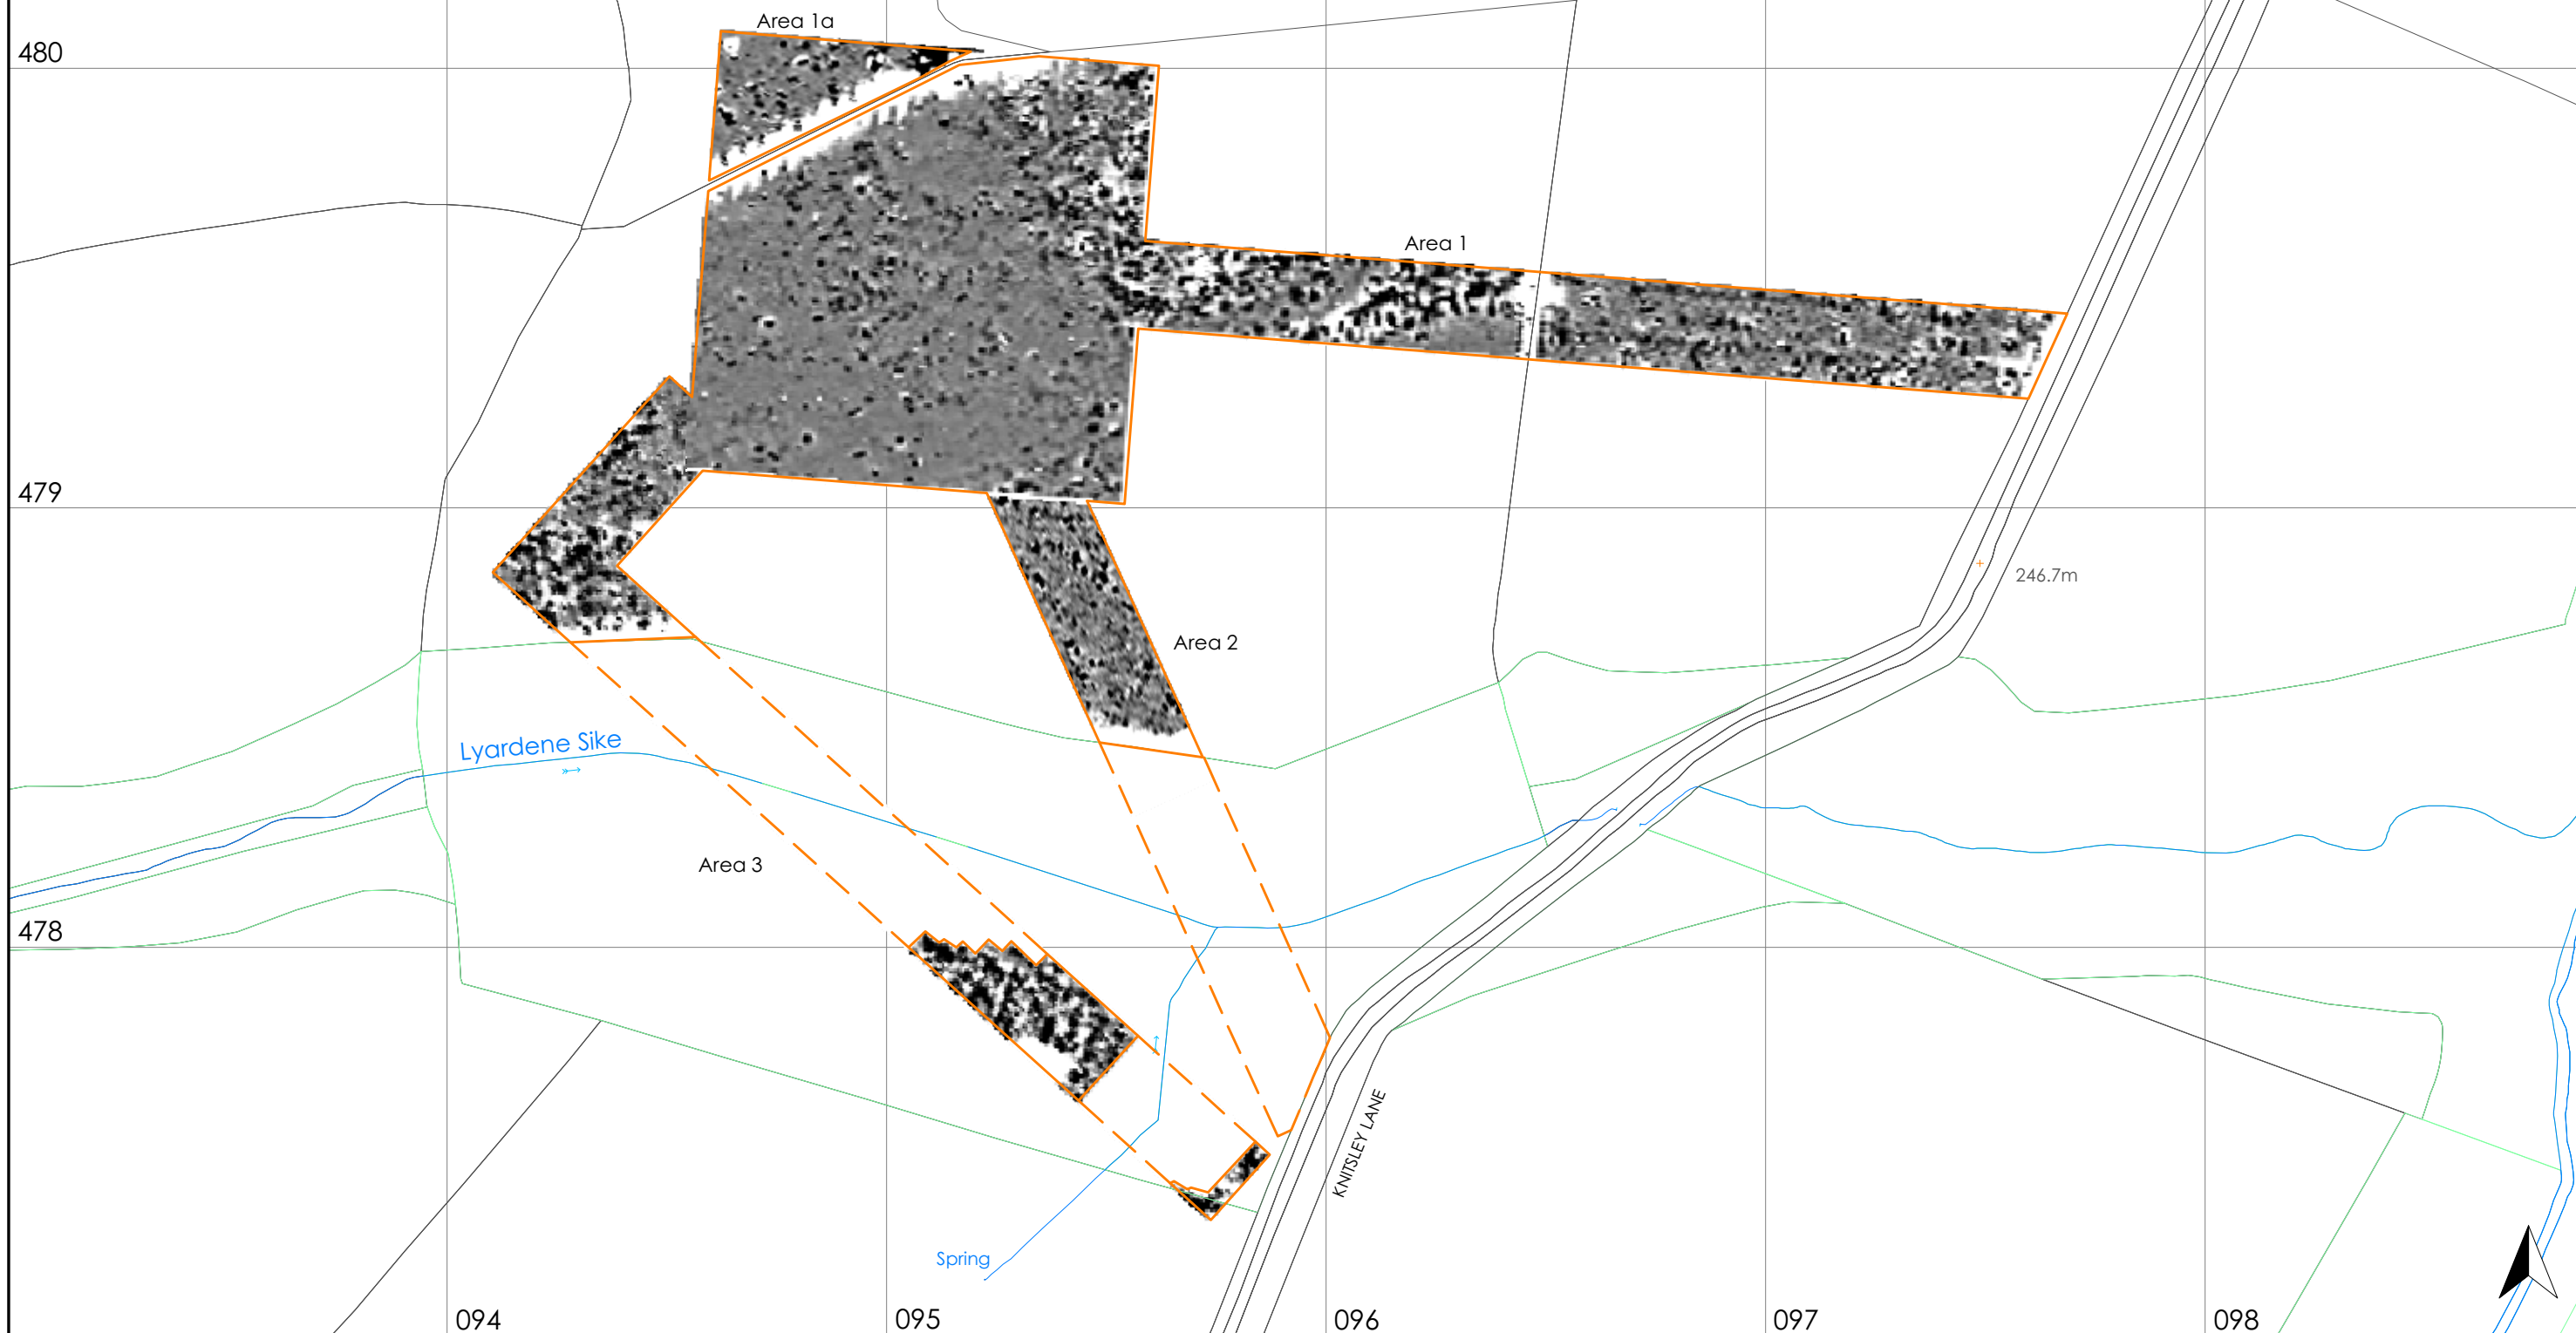 Area 1a
480
Area 1
479
246.7m
Area 2
Lyardene Sike
Area 3
478
KNITSLEY LANE
Spring
094
095
096
097
098